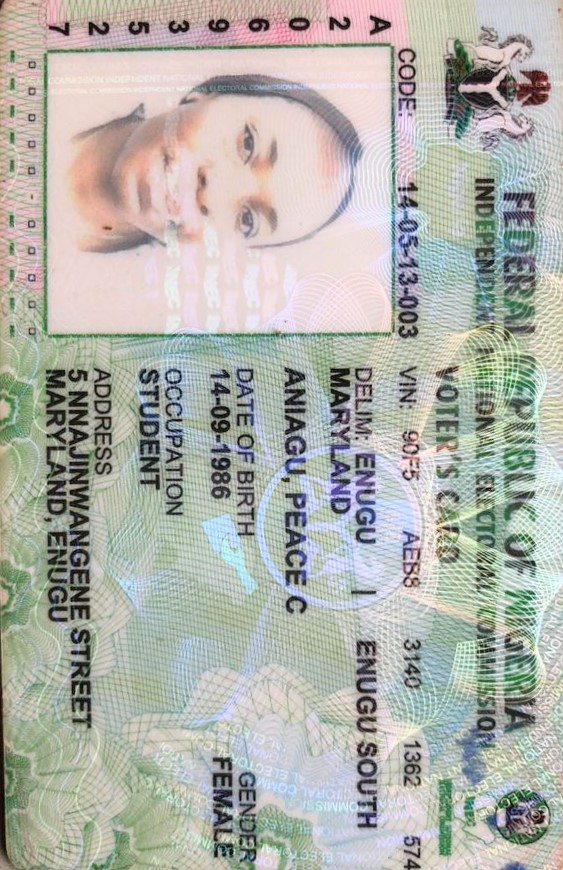 FEDERAL REPUBLIC OF NIGERIA
INDEPENDENT NATIONAL ELECTORAL COMMISSION
VOTER'S CARD
CODE: 14-05-13-003 VIN: 90F5 AEB8 3140 1362 574
DELIM: ENUGU I ENUGU SOUTH
MARYLAND
ANIAGU, PEACE C
DATE OF BIRTH GENDER
14-09-1986 FEMALE
OCCUPATION
STUDENT
ADDRESS
5 NNAJINWANGENE STREET
MARYLAND, ENUGU
A
2
0
6
9
3
5
2
7